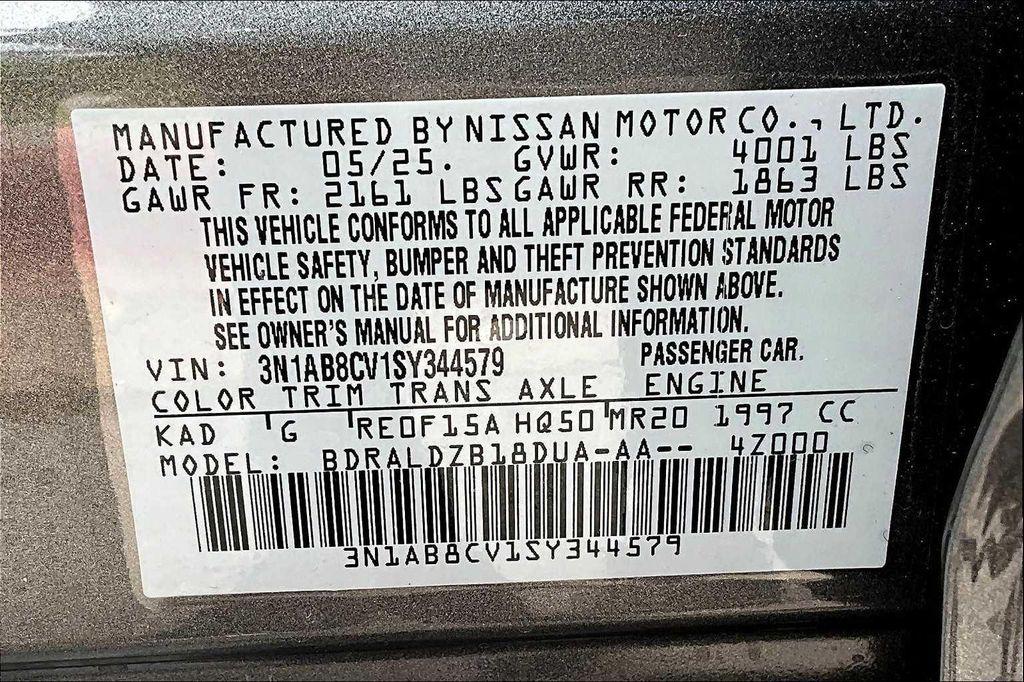 MANUFACTURED BY NISSAN MOTOR CO., LTD.
DATE: 05/25. GVWR: 4001 LBS
GAWR FR: 2161 LBS GAWR RR: 1863 LBS
THIS VEHICLE CONFORMS TO ALL APPLICABLE FEDERAL MOTOR
VEHICLE SAFETY, BUMPER AND THEFT PREVENTION STANDARDS
IN EFFECT ON THE DATE OF MANUFACTURE SHOWN ABOVE.
SEE OWNER'S MANUAL FOR ADDITIONAL INFORMATION.
VIN: 3N1AB8CV1SY344579 PASSENGER CAR.
COLOR TRIM TRANS AXLE ENGINE
KAD G RE0F15A HQ50 MR20 1997 CC
MODEL: BDRALDZB18DUA-AA-- 4Z000
3N1AB8CV1SY344579